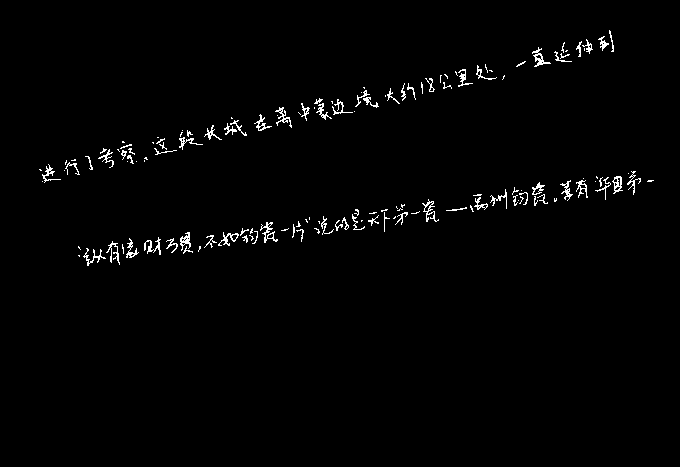 进行了考察,这段长城在离中蒙边境大约18公里处,一直延伸到
纵有家财万贯,不如钧瓷一片”说的是天下第一瓷——禹州钧瓷。素有华夏第一